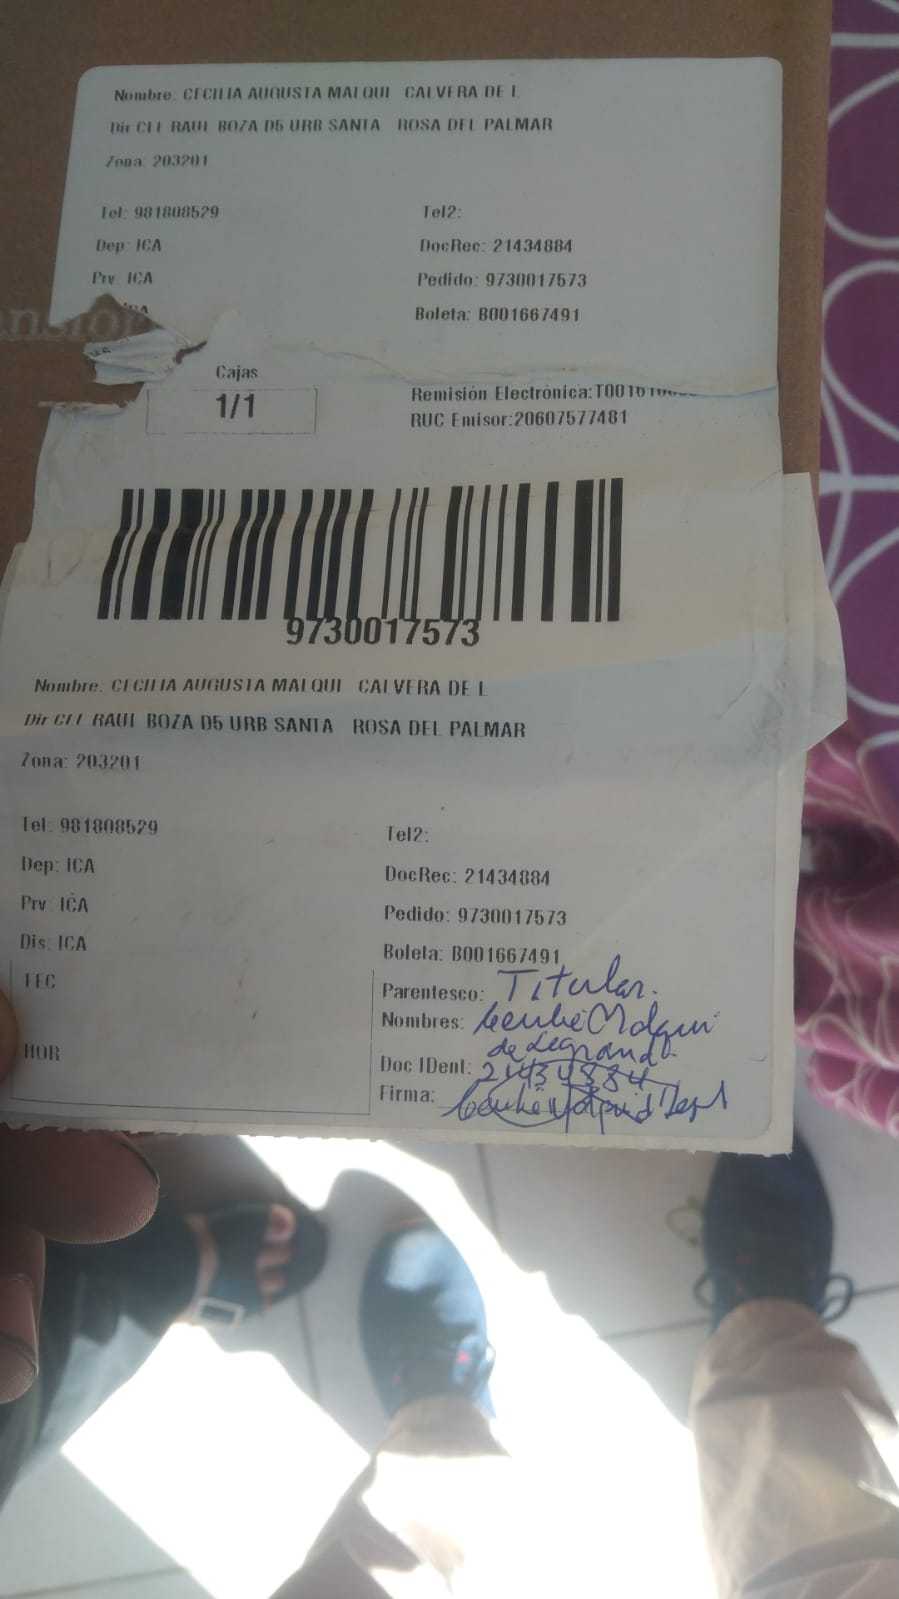 Nombre: CECILIA AUGUSTA MALQUI CALVERA DE L
Dir CLL RAUL BOZA D5 URB SANTA ROSA DEL PALMAR
Zona: 203201
Tel: 981808529 Tel2:
Dep: ICA DocRec: 21434884
Prv: ICA Pedido: 9730017573
ICA Boleta: B001667491
Cajas
1/1
Remisión Electrónica:
RUC Emisor:20607577481
9730017573
Nombre: CECILIA AUGUSTA MALQUI CALVERA DE L
Dir CLL RAUL BOZA D5 URB SANTA ROSA DEL PALMAR
Zona: 203201
Tel: 981808529 Tel2:
Dep: ICA DocRec: 21434884
Prv: ICA Pedido: 9730017573
Dis: ICA Boleta: B001667491
FEC Parentesco: Titular.
Nombres: Malqui
de Legrand.
HOR Doc IDent: 21434884
Firma: